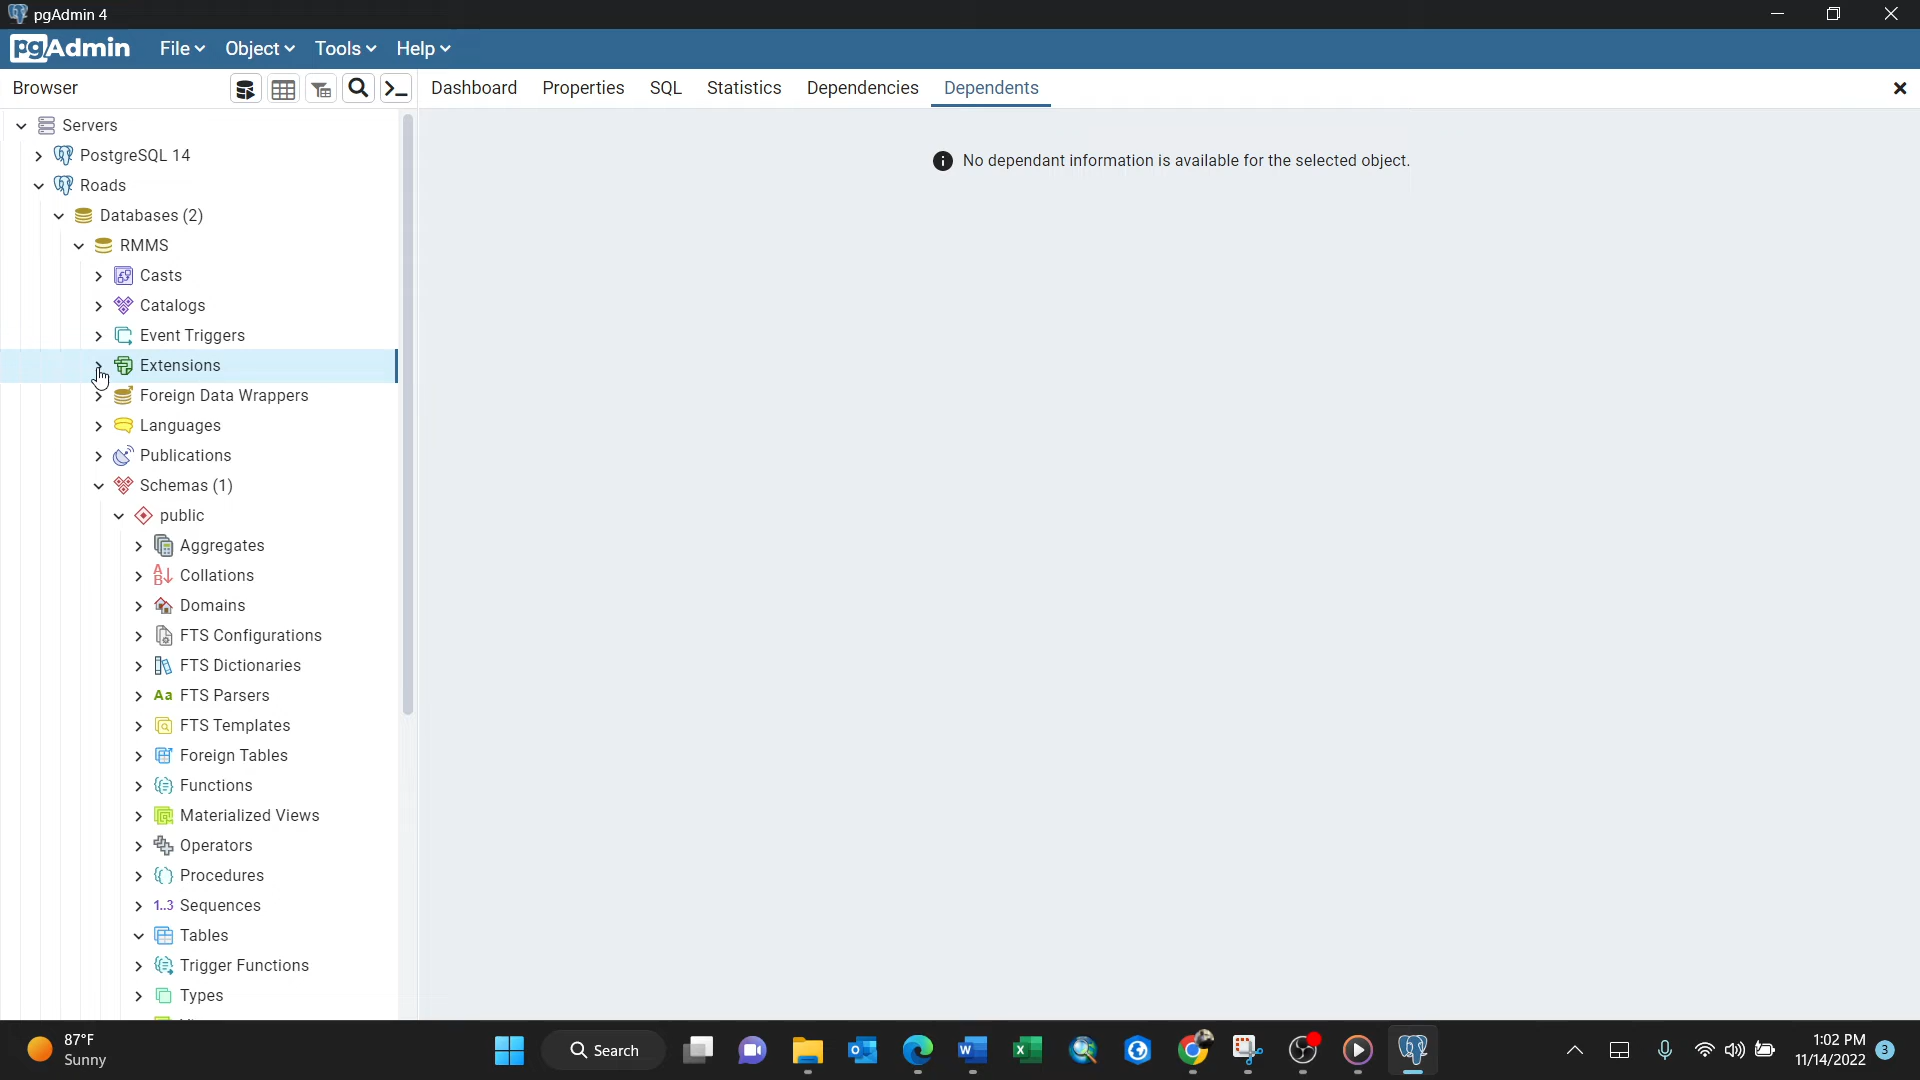 pgAdmin 4
pgAdmin File Object Tools Help
Browser Dashboard Properties SQL Statistics Dependencies Dependents
Servers
PostgreSQL 14
No dependant information is available for the selected object.
Roads
Databases (2)
RMMS
Casts
Catalogs
Event Triggers
Extensions
Foreign Data Wrappers
Languages
Publications
Schemas (1)
public
Aggregates
Collations
Domains
FTS Configurations
FTS Dictionaries
Aa FTS Parsers
FTS Templates
Foreign Tables
Functions
Materialized Views
Operators
Procedures
1..3 Sequences
Tables
Trigger Functions
Types
87°F
Sunny
Search
1:02 PM
11/14/2022
3